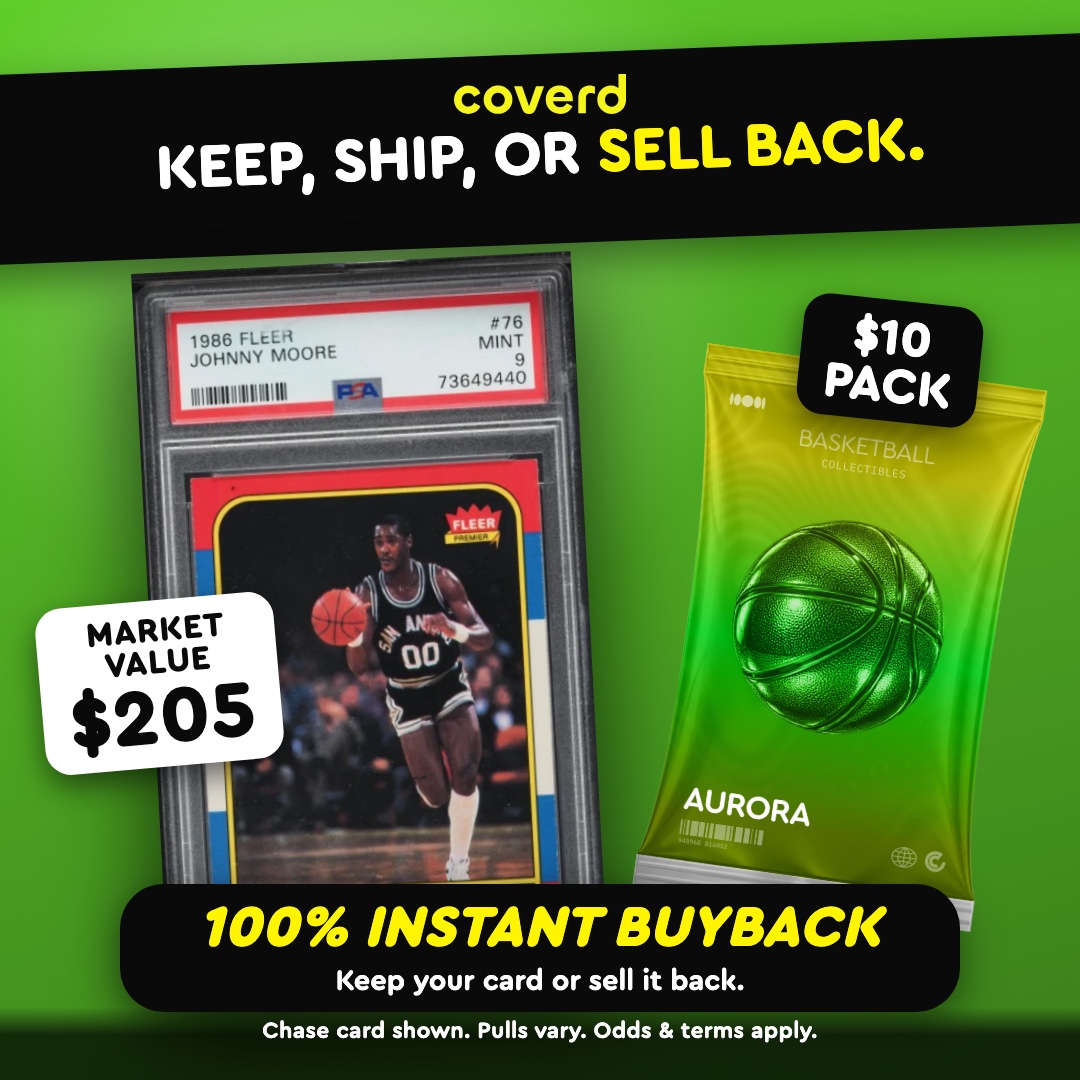 coverd
KEEP, SHIP, OR SELL BACK.
1986 FLEER
JOHNNY MOORE
#76
MINT
9
73649440
PSA
FLEER
PREMIER
SAN AN
00
MARKET
VALUE
$205
$10
PACK
BASKETBALL
COLLECTIBLES
AURORA
100% INSTANT BUYBACK
Keep your card or sell it back.
Chase card shown. Pulls vary. Odds & terms apply.